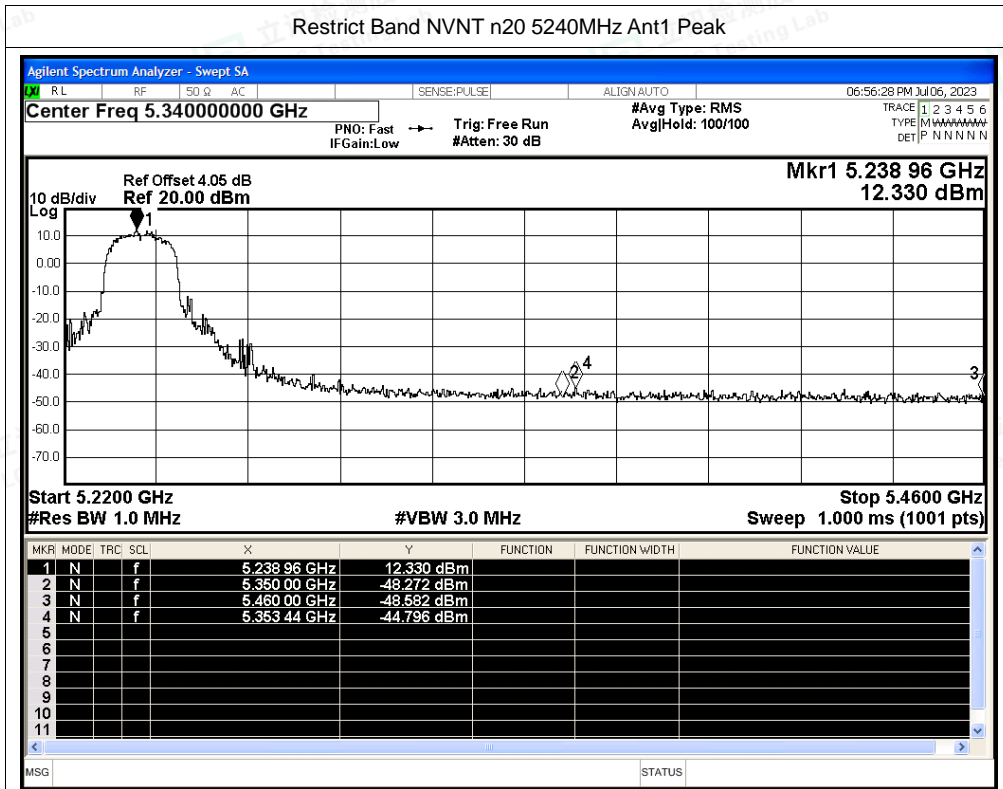 Restrict Band NVNT n20 5240MHz Ant1 Peak
Agilent Spectrum Analyzer - Swept SA
LXI RL RF 50 Ω AC SENSE:PULSE ALIGN AUTO 06:56:28 PM Jul 06, 2023
Center Freq 5.340000000 GHz
PNO: Fast
IFGain:Low
Trig: Free Run
#Atten: 30 dB
#Avg Type: RMS
Avg|Hold: 100/100
TRACE 1 2 3 4 5 6
TYPE M
DET P N N N N N
Mkr1 5.238 96 GHz
12.330 dBm
Ref Offset 4.05 dB
10 dB/div Ref 20.00 dBm
Log
10.0
0.00
-10.0
-20.0
-30.0
-40.0
-50.0
-60.0
-70.0
1
2
4
3
Start 5.2200 GHz Stop 5.4600 GHz
#Res BW 1.0 MHz #VBW 3.0 MHz Sweep 1.000 ms (1001 pts)
MKR MODE TRC SCL X Y FUNCTION FUNCTION WIDTH FUNCTION VALUE
1 N f 5.238 96 GHz 12.330 dBm
2 N f 5.350 00 GHz -48.272 dBm
3 N f 5.460 00 GHz -48.582 dBm
4 N f 5.353 44 GHz -44.796 dBm
5
6
7
8
9
10
11
MSG STATUS